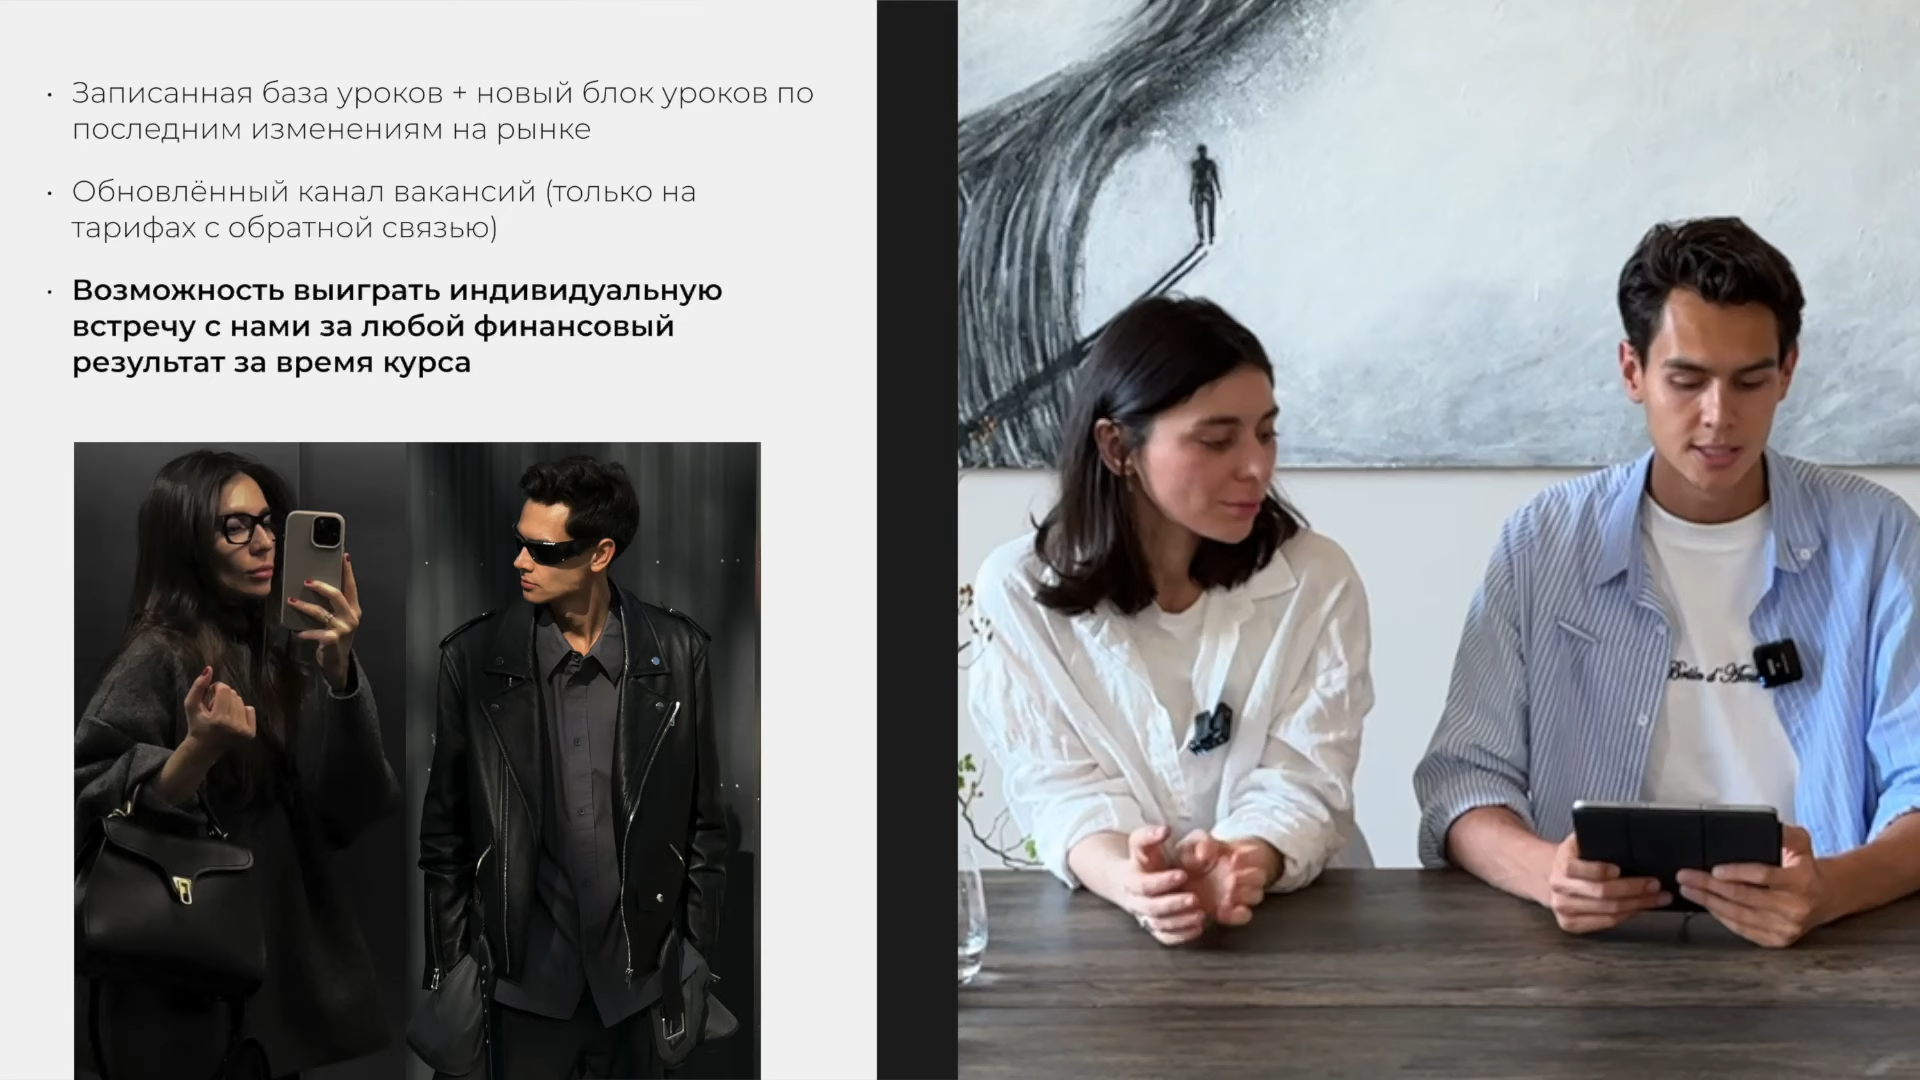 · Записанная база уроков + новый блок уроков по
последним изменениям на рынке
· Обновлённый канал вакансий (только на
тарифах с обратной связью)
· Возможность выиграть индивидуальную
встречу с нами за любой финансовый
результат за время курса